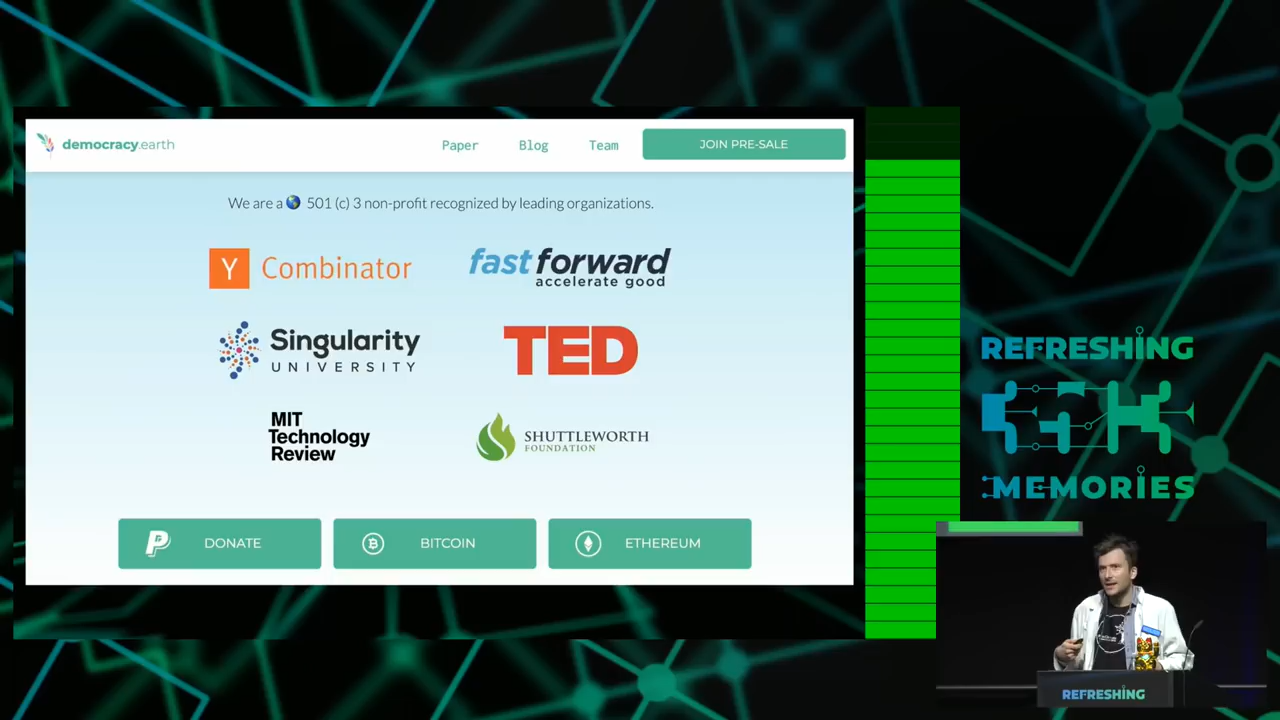 democracy.earth
Paper
Blog
Team
JOIN PRE-SALE
We are a 501 (c) 3 non-profit recognized by leading organizations.
Y Combinator
fast forward
accelerate good
Singularity
UNIVERSITY
TED
MIT
Technology
Review
SHUTTLEWORTH
FOUNDATION
DONATE
BITCOIN
ETHEREUM
REFRESHING
MEMORIES
REFRESHING